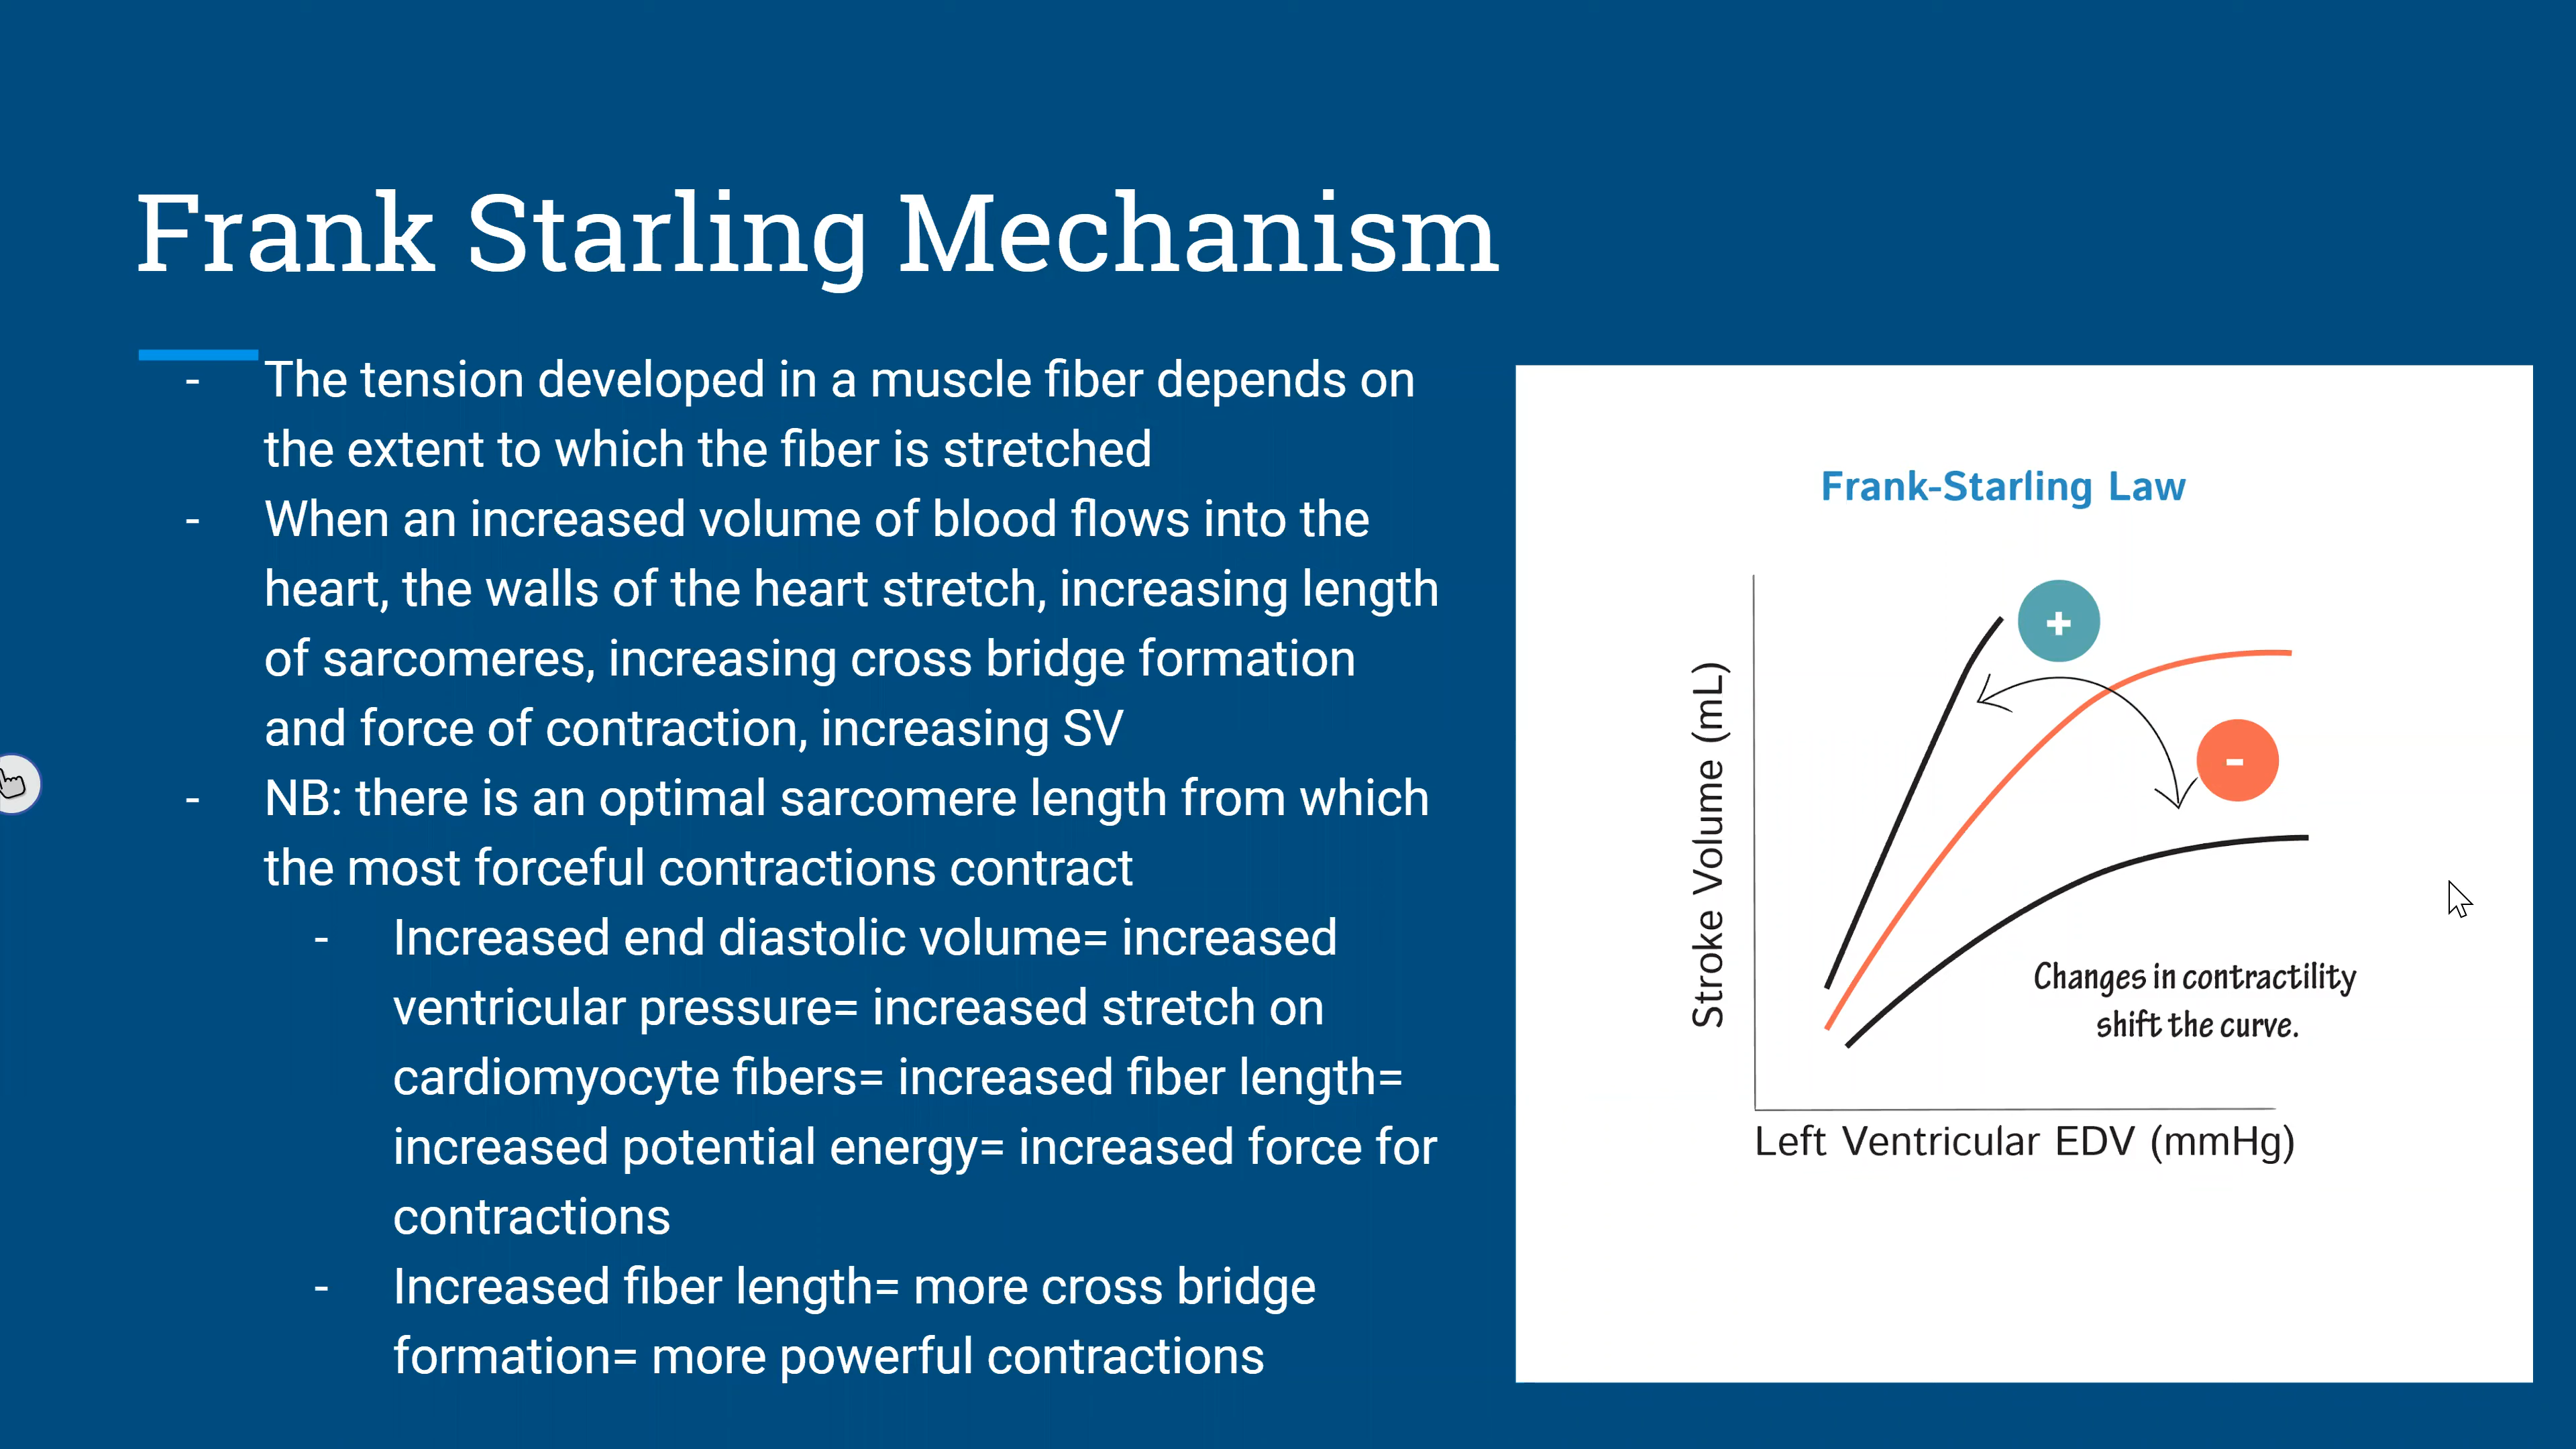 Frank Starling Mechanism
- The tension developed in a muscle fiber depends on
the extent to which the fiber is stretched
- When an increased volume of blood flows into the
heart, the walls of the heart stretch, increasing length
of sarcomeres, increasing cross bridge formation
and force of contraction, increasing SV
- NB: there is an optimal sarcomere length from which
the most forceful contractions contract
- Increased end diastolic volume= increased
ventricular pressure= increased stretch on
cardiomyocyte fibers= increased fiber length=
increased potential energy= increased force for
contractions
- Increased fiber length= more cross bridge
formation= more powerful contractions
Frank-Starling Law
+
-
Stroke Volume (mL)
Changes in contractility
shift the curve.
Left Ventricular EDV (mmHg)